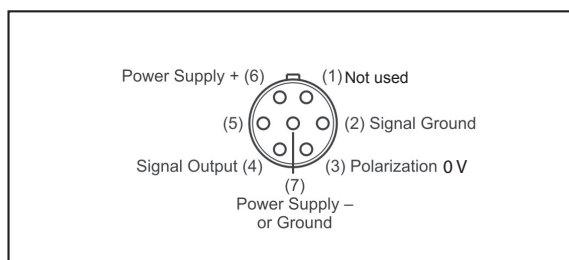 Power Supply + (6) (1) Not used
(5) (2) Signal Ground
Signal Output (4) (3) Polarization 0 V
(7)
Power Supply –
or Ground